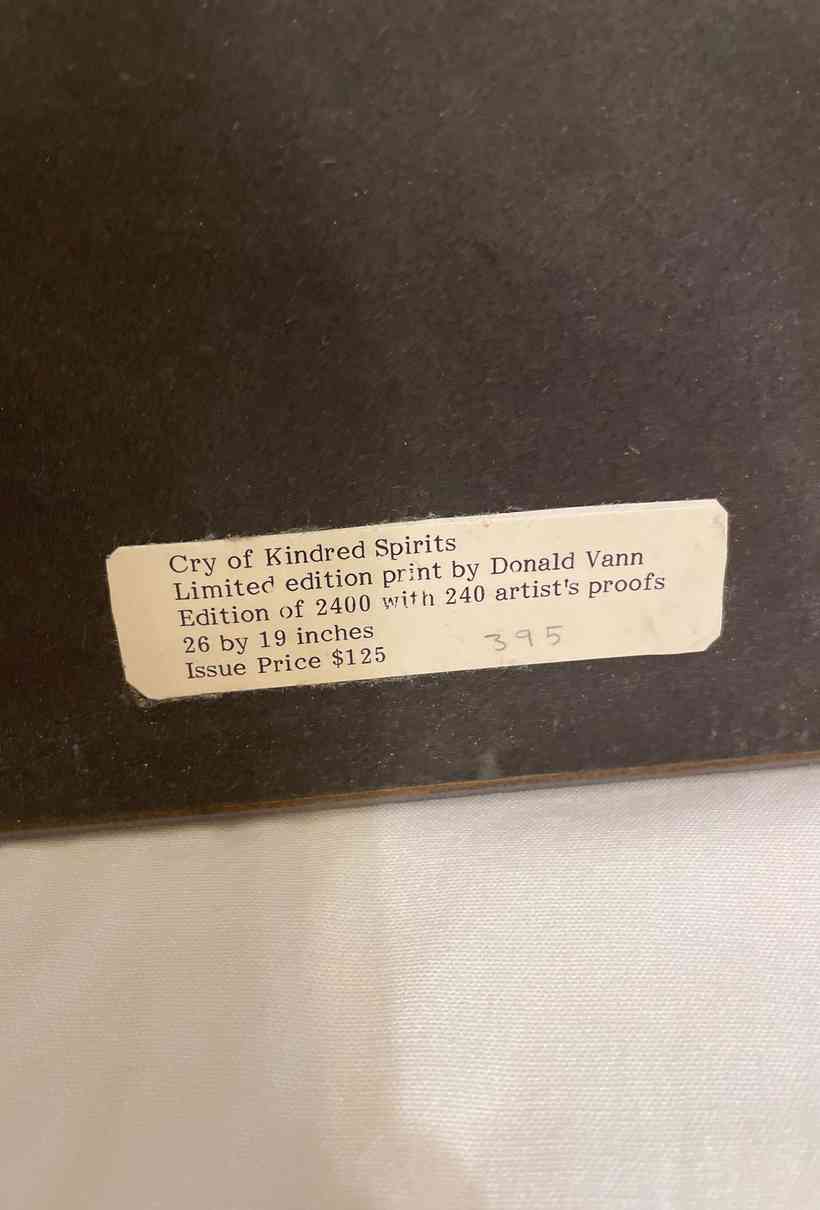 Cry of Kindred Spirits
Limited edition print by Donald Vann
Edition of 2400 with 240 artist's proofs
26 by 19 inches
395
Issue Price $125